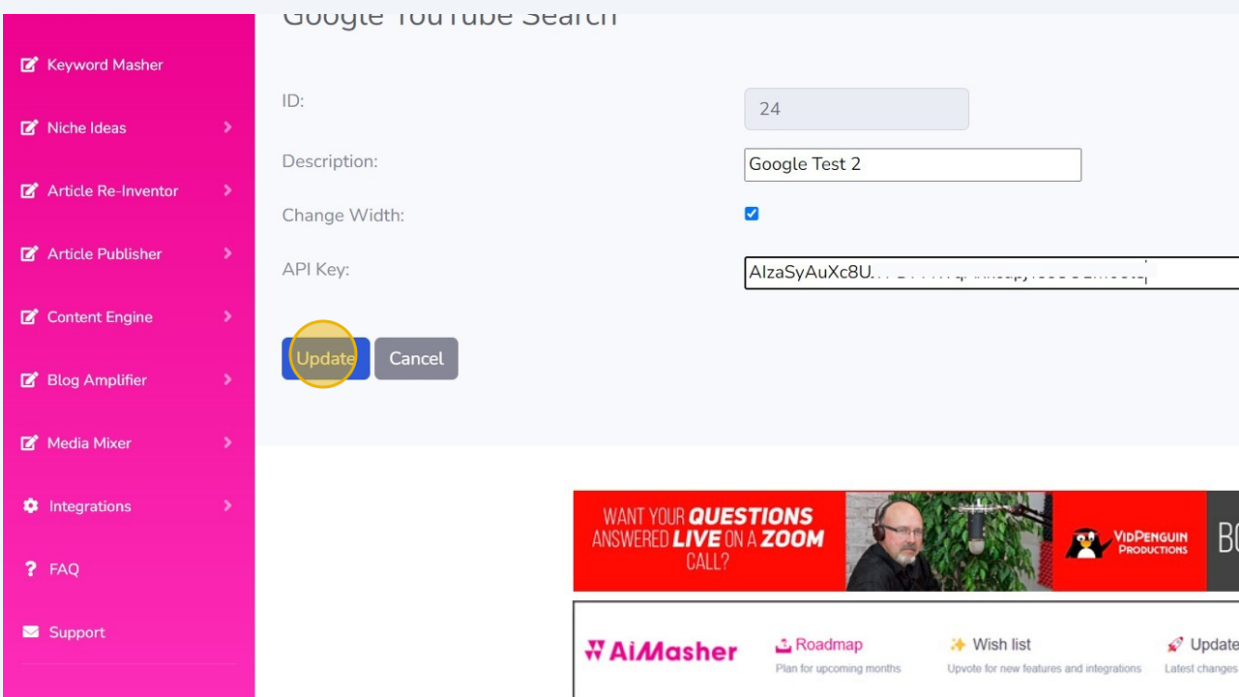 Google YouTube Search
Keyword Masher
Niche Ideas
Article Re-Inventor
Article Publisher
Content Engine
Blog Amplifier
Media Mixer
Integrations
FAQ
Support
ID:
24
Description:
Google Test 2
Change Width:
API Key:
Update
Cancel
WANT YOUR QUESTIONS
ANSWERED LIVE ON A ZOOM
CALL?
VIDPENGUIN
PRODUCTIONS
AiMasher
Roadmap
Plan for upcoming months
Wish list
Upvote for new features and integrations
Update
Latest changes